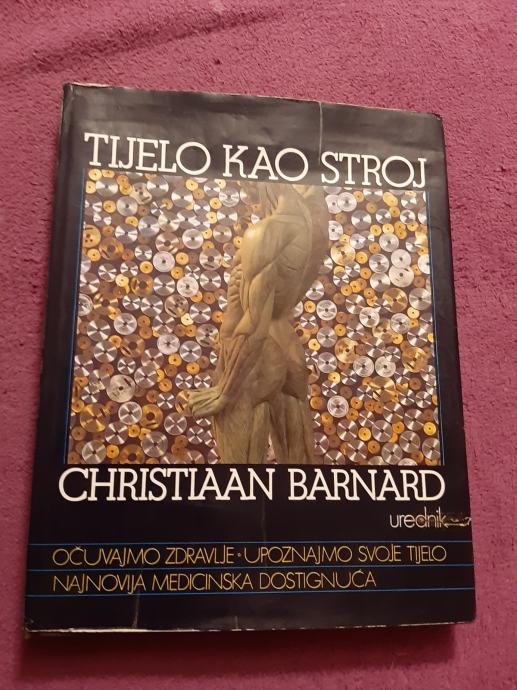 TIJELO KAO STROJ
CHRISTIAAN BARNARD
urednik
OČUVAJMO ZDRAVLJE • UPOZNAJMO SVOJE TIJELO
NAJNOVIJA MEDICINSKA DOSTIGNUĆA